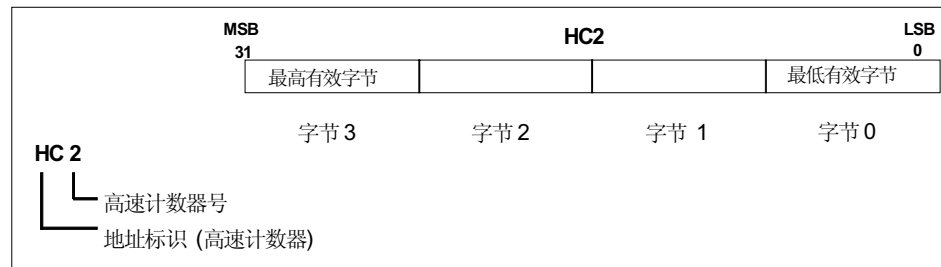 MSB HC2 LSB
31 0
最高有效字节 最低有效字节
字节 3 字节 2 字节 1 字节 0
HC 2
高速计数器号
地址标识 (高速计数器)